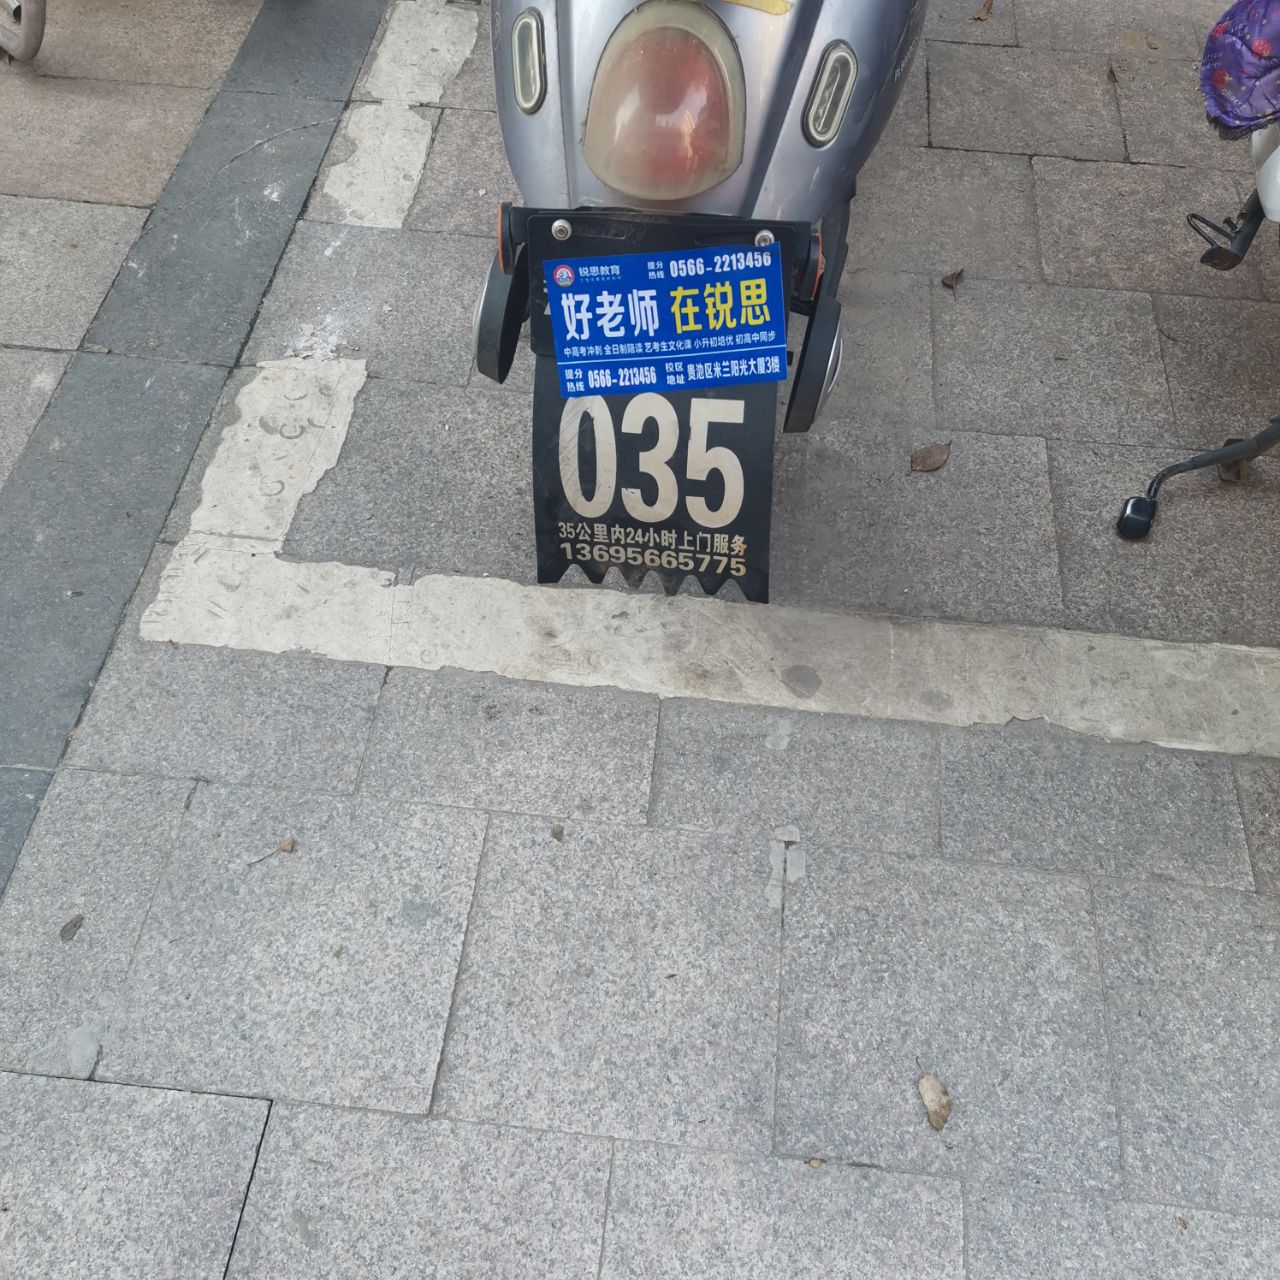 锐思教育
提分热线 0566-2213456
好老师 在锐思
中高考冲刺 全日制陪读 艺考生文化课 小升初培优 初高中同步
提分热线 0566-2213456 校区地址 贵池区米兰阳光大厦3楼
035
35公里内24小时上门服务
13695665775